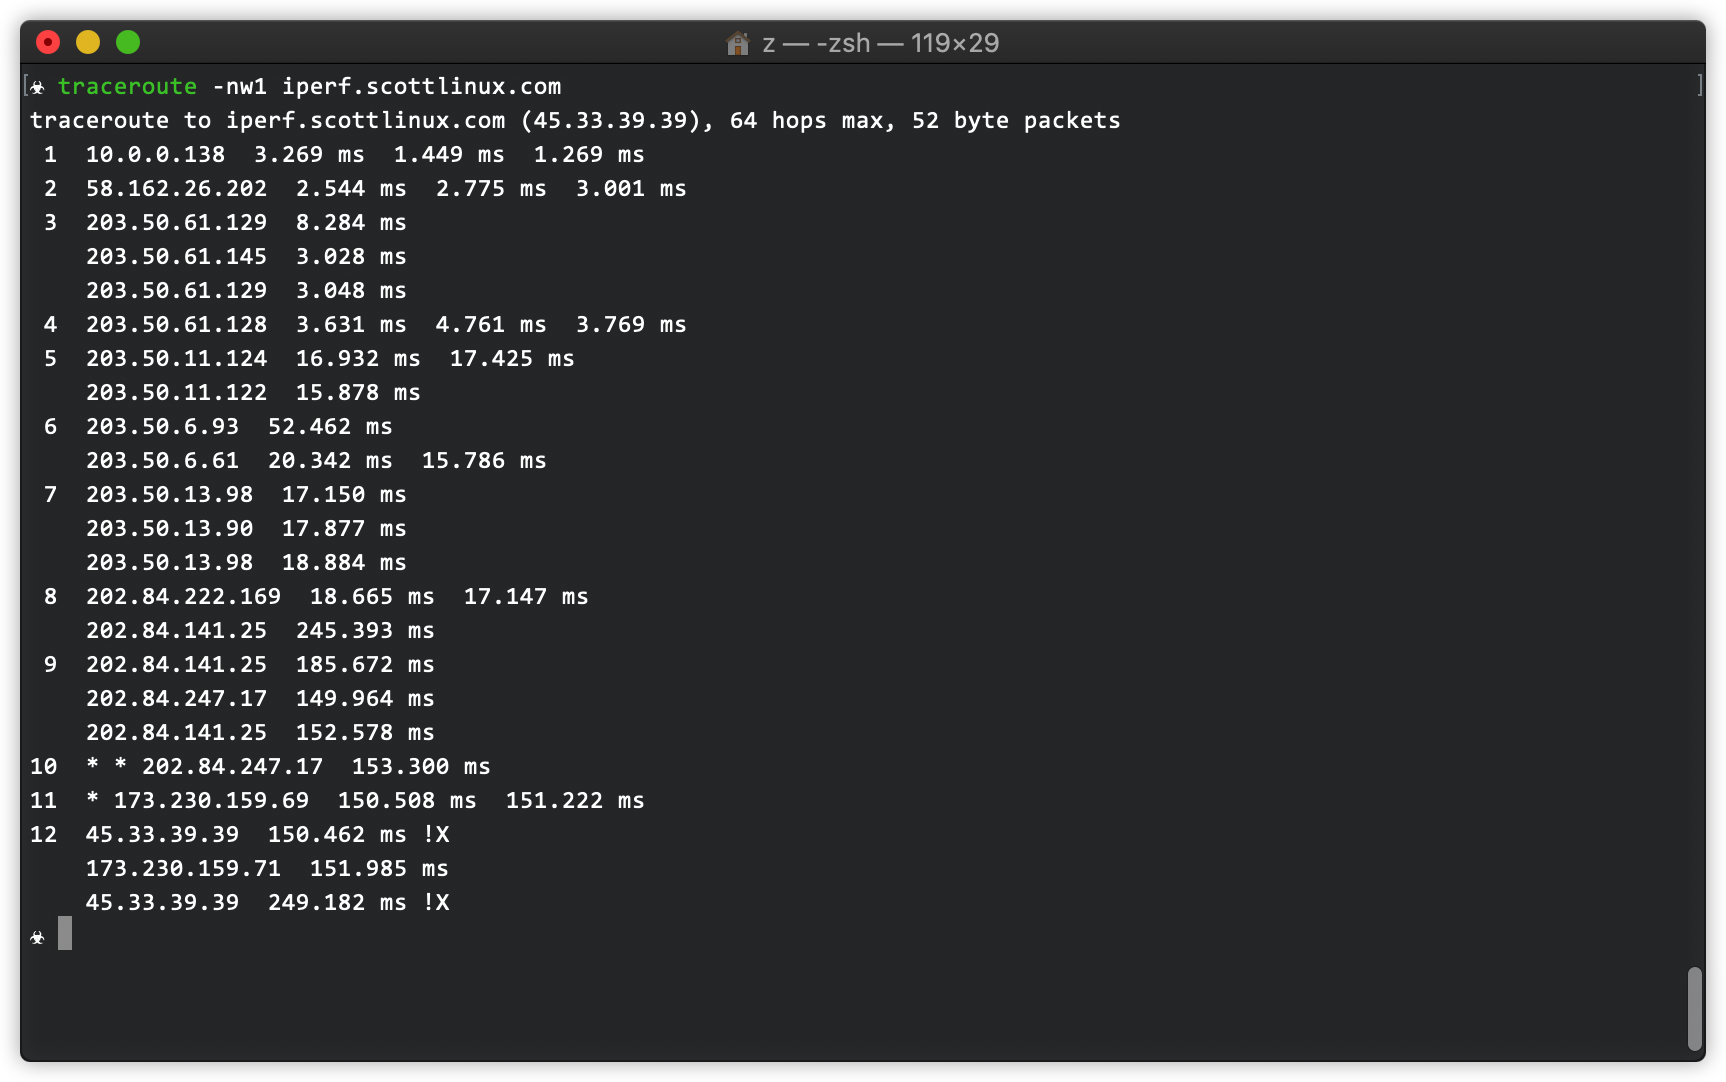 z — -zsh — 119×29
[☣ traceroute -nw1 iperf.scottlinux.com ]
traceroute to iperf.scottlinux.com (45.33.39.39), 64 hops max, 52 byte packets
 1  10.0.0.138  3.269 ms  1.449 ms  1.269 ms
 2  58.162.26.202  2.544 ms  2.775 ms  3.001 ms
 3  203.50.61.129  8.284 ms
    203.50.61.145  3.028 ms
    203.50.61.129  3.048 ms
 4  203.50.61.128  3.631 ms  4.761 ms  3.769 ms
 5  203.50.11.124  16.932 ms  17.425 ms
    203.50.11.122  15.878 ms
 6  203.50.6.93  52.462 ms
    203.50.6.61  20.342 ms  15.786 ms
 7  203.50.13.98  17.150 ms
    203.50.13.90  17.877 ms
    203.50.13.98  18.884 ms
 8  202.84.222.169  18.665 ms  17.147 ms
    202.84.141.25  245.393 ms
 9  202.84.141.25  185.672 ms
    202.84.247.17  149.964 ms
    202.84.141.25  152.578 ms
10  * * 202.84.247.17  153.300 ms
11  * 173.230.159.69  150.508 ms  151.222 ms
12  45.33.39.39  150.462 ms !X
    173.230.159.71  151.985 ms
    45.33.39.39  249.182 ms !X
☣